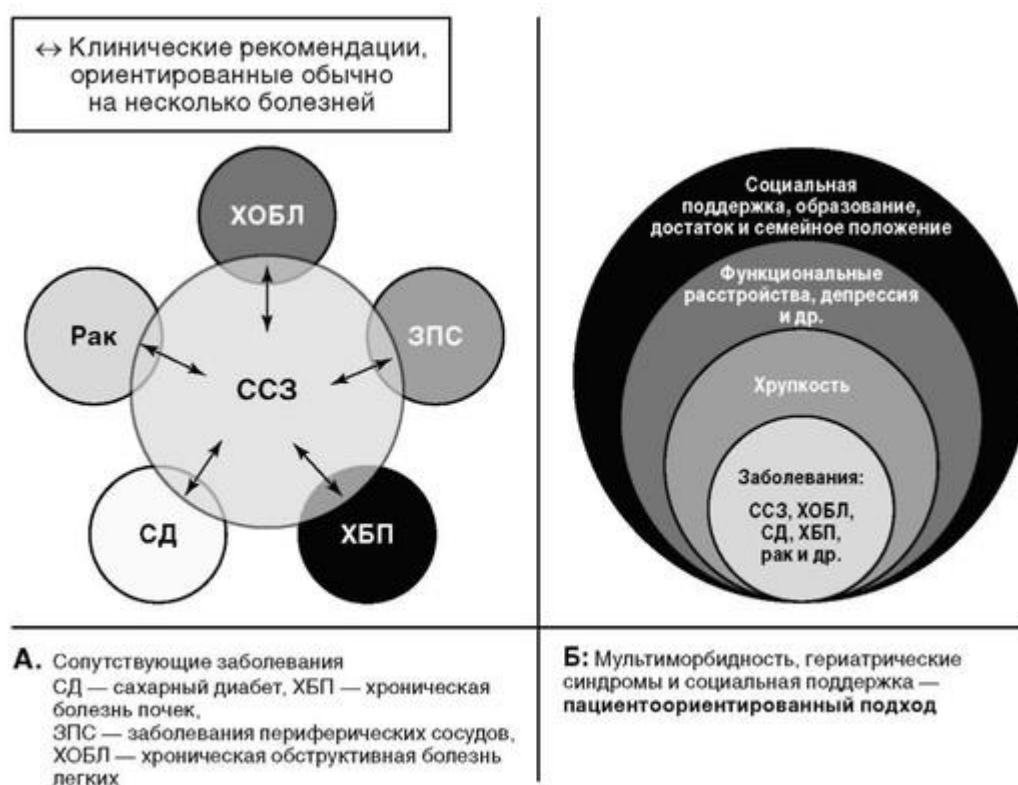 ↔ Клинические рекомендации,
ориентированные обычно
на несколько болезней
ХОБЛ
Рак
ЗПС
ССЗ
СД
ХБП
А. Сопутствующие заболевания
СД — сахарный диабет, ХБП — хроническая
болезнь почек,
ЗПС — заболевания периферических сосудов,
ХОБЛ — хроническая обструктивная болезнь
легких
Социальная
поддержка, образование,
достаток и семейное положение
Функциональные
расстройства, депрессия
и др.
Хрупкость
Заболевания:
ССЗ, ХОБЛ,
СД, ХБП,
рак и др.
Б: Мультиморбидность, гериатрические
синдромы и социальная поддержка —
пациентоориентированный подход